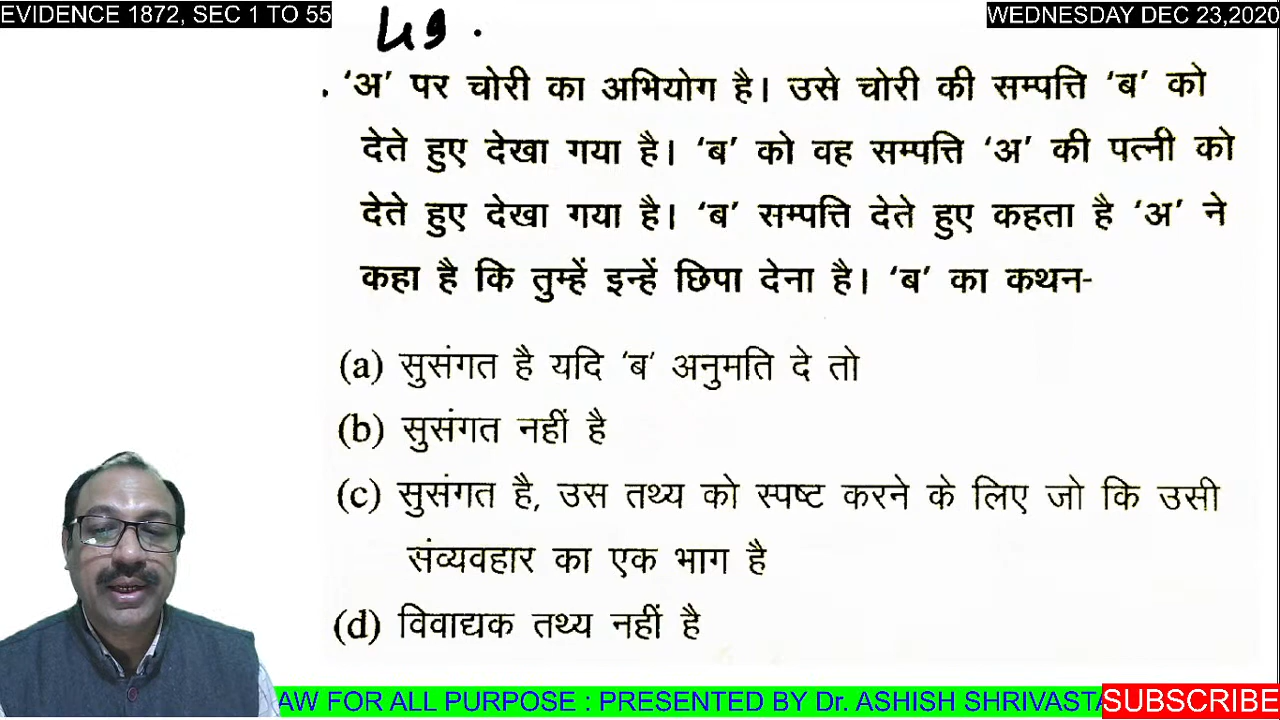 EVIDENCE 1872, SEC 1 TO 55
WEDNESDAY DEC 23,2020
49.
'अ' पर चोरी का अभियोग है। उसे चोरी की सम्पत्ति 'ब' को
देते हुए देखा गया है। 'ब' को वह सम्पत्ति 'अ' की पत्नी को
देते हुए देखा गया है। 'ब' सम्पत्ति देते हुए कहता है 'अ' ने
कहा है कि तुम्हें इन्हें छिपा देना है। 'ब' का कथन-
(a) सुसंगत है यदि 'ब' अनुमति दे तो
(b) सुसंगत नहीं है
(c) सुसंगत है, उस तथ्य को स्पष्ट करने के लिए जो कि उसी
संव्यवहार का एक भाग है
(d) विवाद्यक तथ्य नहीं है
AW FOR ALL PURPOSE : PRESENTED BY Dr. ASHISH SHRIVASTA
SUBSCRIBE